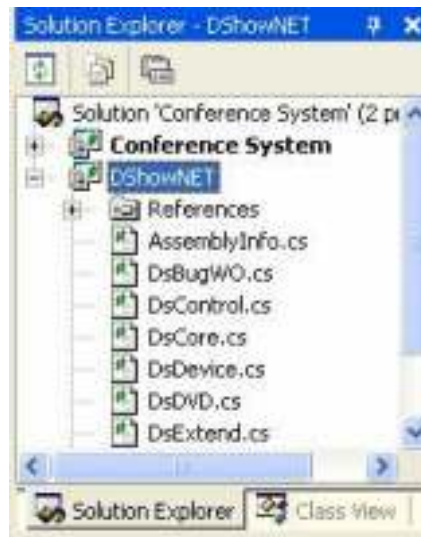 Solution Explorer - DShowNET
Solution 'Conference System' (2 p
Conference System
DShowNET
References
AssemblyInfo.cs
DsBugWO.cs
DsControl.cs
DsCore.cs
DsDevice.cs
DsDVD.cs
DsExtend.cs
Solution Explorer
Class View